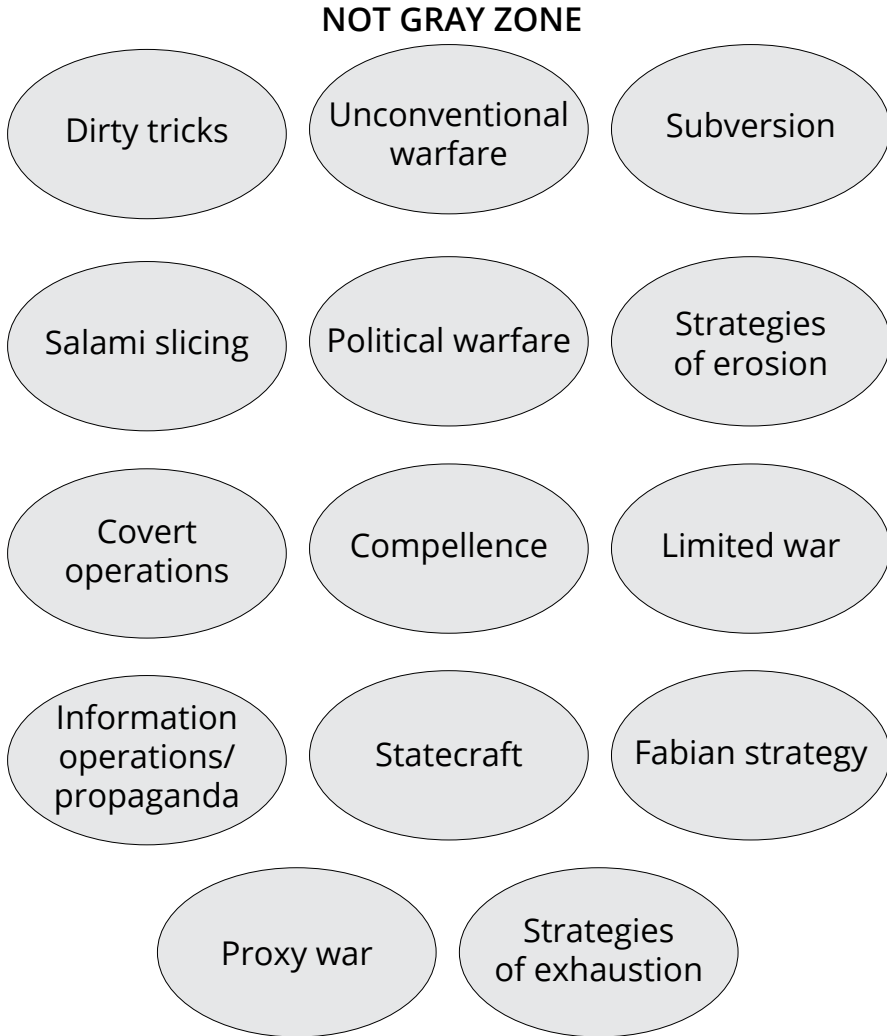 NOT GRAY ZONE
Dirty tricks
Unconventional
warfare
Subversion
Salami slicing
Political warfare
Strategies
of erosion
Covert
operations
Compellence
Limited war
Information
operations/
propaganda
Statecraft
Fabian strategy
Proxy war
Strategies
of exhaustion